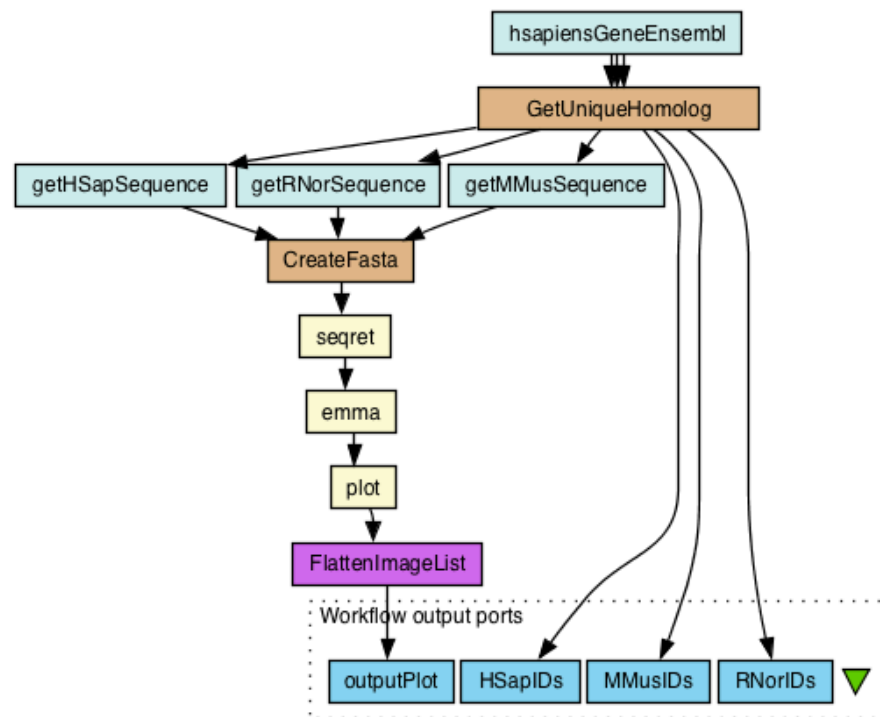 hsapiensGeneEnsembl
GetUniqueHomolog
getHSapSequence
getRNorSequence
getMMusSequence
CreateFasta
seqret
emma
plot
FlattenImageList
Workflow output ports
outputPlot
HSapIDs
MMusIDs
RNorIDs